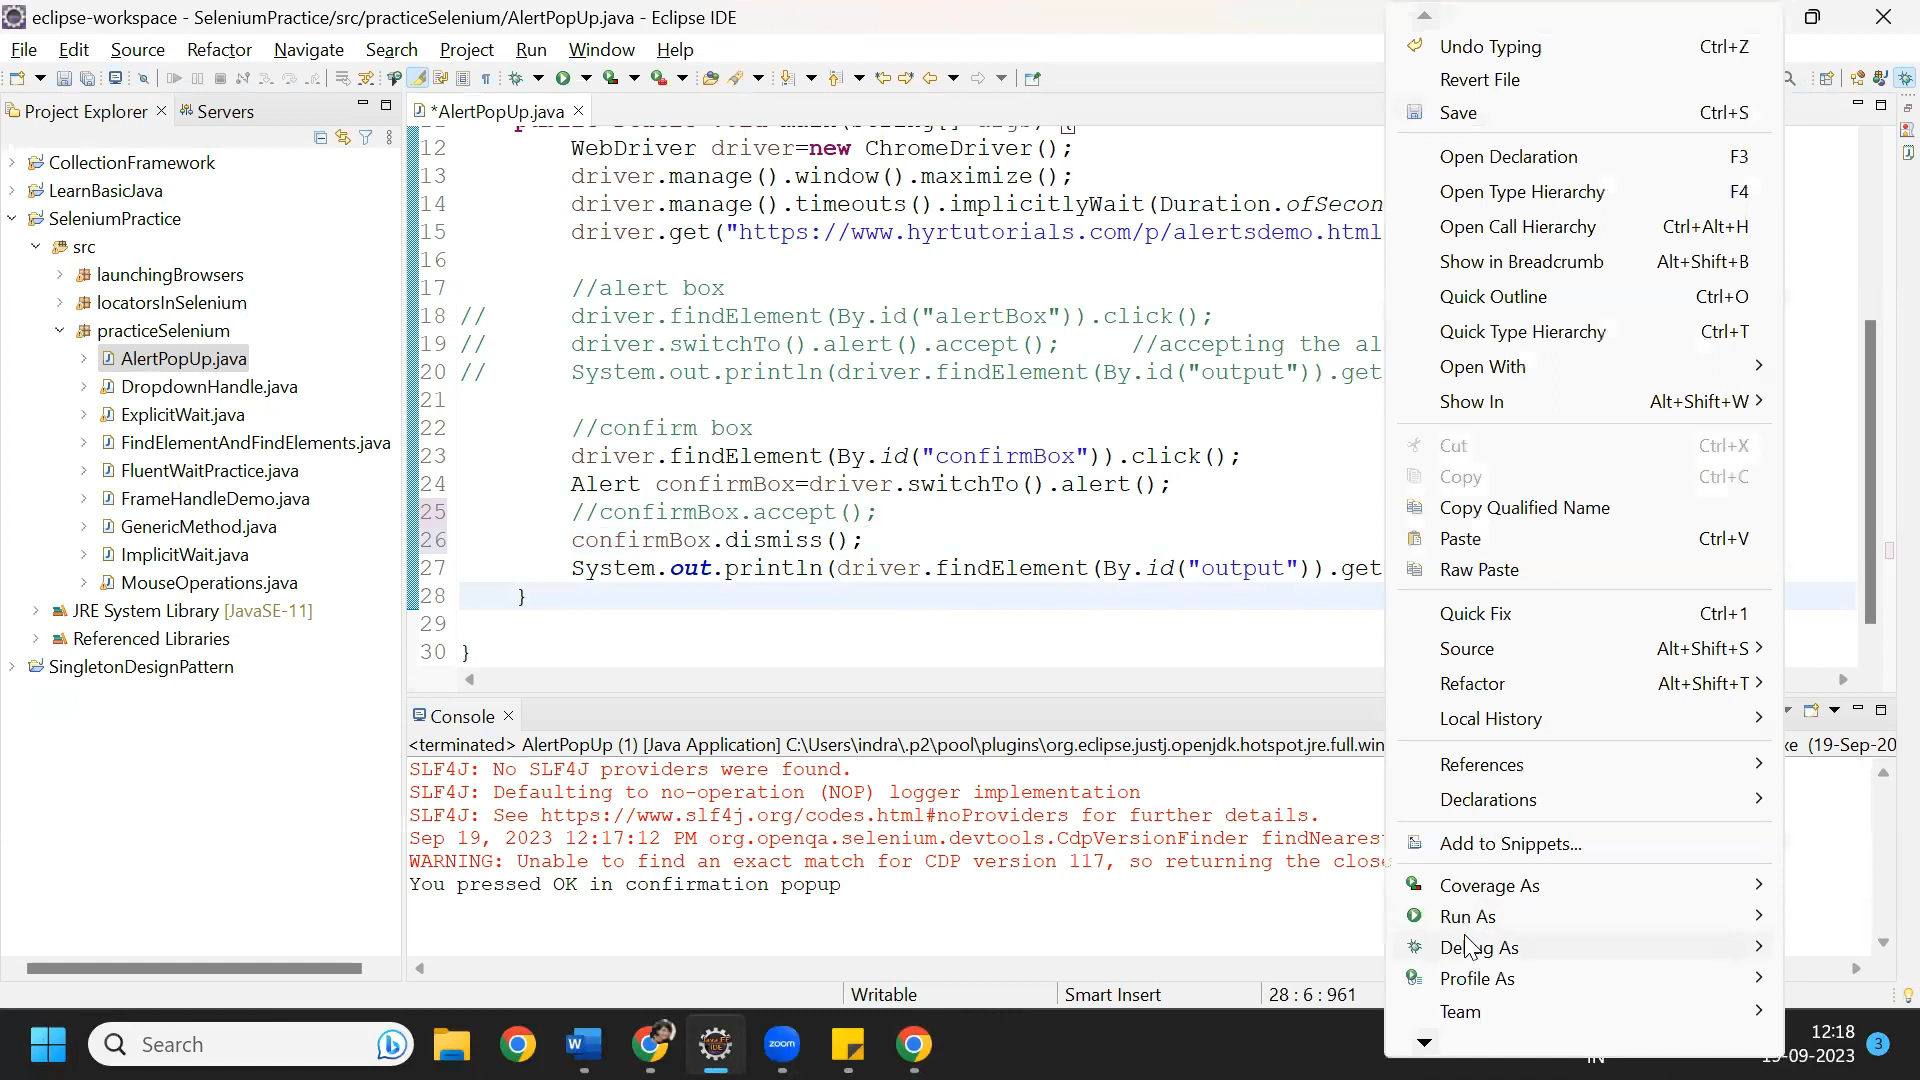 eclipse-workspace - SeleniumPractice/src/practiceSelenium/AlertPopUp.java - Eclipse IDE
File Edit Source Refactor Navigate Search Project Run Window Help
Project Explorer
Servers
*AlertPopUp.java
CollectionFramework
LearnBasicJava
SeleniumPractice
src
launchingBrowsers
locatorsInSelenium
practiceSelenium
AlertPopUp.java
DropdownHandle.java
ExplicitWait.java
FindElementAndFindElements.java
FluentWaitPractice.java
FrameHandleDemo.java
GenericMethod.java
ImplicitWait.java
MouseOperations.java
JRE System Library [JavaSE-11]
Referenced Libraries
SingletonDesignPattern
12 WebDriver driver=new ChromeDriver();
13 driver.manage().window().maximize();
14 driver.manage().timeouts().implicitlyWait(Duration.ofSecon
15 driver.get("https://www.hyrtutorials.com/p/alertsdemo.html
16
17 //alert box
18 // driver.findElement(By.id("alertBox")).click();
19 // driver.switchTo().alert().accept(); //accepting the al
20 // System.out.println(driver.findElement(By.id("output")).get
21
22 //confirm box
23 driver.findElement(By.id("confirmBox")).click();
24 Alert confirmBox=driver.switchTo().alert();
25 //confirmBox.accept();
26 confirmBox.dismiss();
27 System.out.println(driver.findElement(By.id("output")).get
28 }
29
30 }
Console
<terminated> AlertPopUp (1) [Java Application] C:\Users\indra\.p2\pool\plugins\org.eclipse.justj.openjdk.hotspot.jre.full.win
xe (19-Sep-20
SLF4J: No SLF4J providers were found.
SLF4J: Defaulting to no-operation (NOP) logger implementation
SLF4J: See https://www.slf4j.org/codes.html#noProviders for further details.
Sep 19, 2023 12:17:12 PM org.openqa.selenium.devtools.CdpVersionFinder findNearest
WARNING: Unable to find an exact match for CDP version 117, so returning the close
You pressed OK in confirmation popup
Writable
Smart Insert
28 : 6 : 961
Undo Typing Ctrl+Z
Revert File
Save Ctrl+S
Open Declaration F3
Open Type Hierarchy F4
Open Call Hierarchy Ctrl+Alt+H
Show in Breadcrumb Alt+Shift+B
Quick Outline Ctrl+O
Quick Type Hierarchy Ctrl+T
Open With
Show In Alt+Shift+W
Cut Ctrl+X
Copy Ctrl+C
Copy Qualified Name
Paste Ctrl+V
Raw Paste
Quick Fix Ctrl+1
Source Alt+Shift+S
Refactor Alt+Shift+T
Local History
References
Declarations
Add to Snippets...
Coverage As
Run As
Debug As
Profile As
Team
Search
zoom
IN
12:18
19-09-2023
3